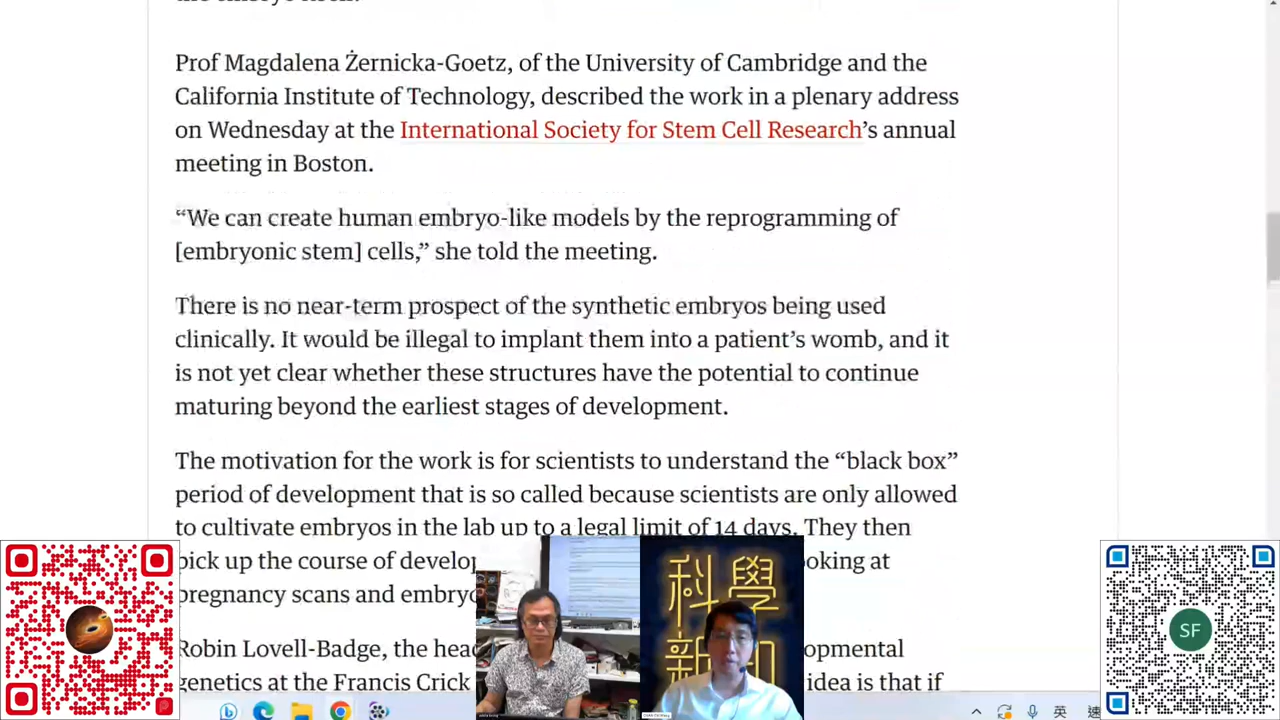 Prof Magdalena Żernicka-Goetz, of the University of Cambridge and the
California Institute of Technology, described the work in a plenary address
on Wednesday at the International Society for Stem Cell Research’s annual
meeting in Boston.
“We can create human embryo-like models by the reprogramming of
[embryonic stem] cells,” she told the meeting.
There is no near-term prospect of the synthetic embryos being used
clinically. It would be illegal to implant them into a patient’s womb, and it
is not yet clear whether these structures have the potential to continue
maturing beyond the earliest stages of development.
The motivation for the work is for scientists to understand the “black box”
period of development that is so called because scientists are only allowed
to cultivate embryos in the lab up to a legal limit of 14 days. They then
pick up the course of develop oking at
pregnancy scans and embryo
Robin Lovell-Badge, the head opmental
genetics at the Francis Crick idea is that if
科學
新知
SF
英
速